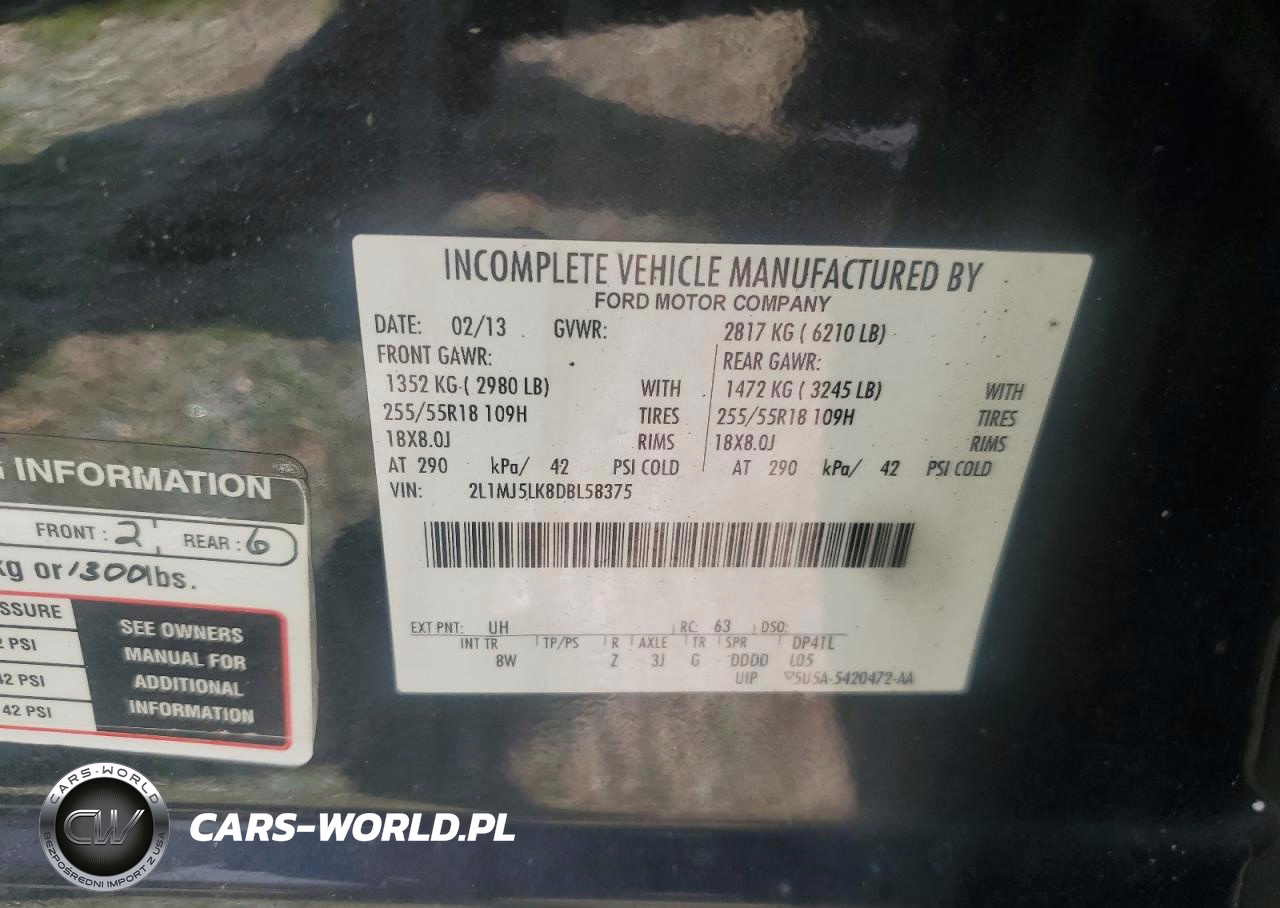 INCOMPLETE VEHICLE MANUFACTURED BY
FORD MOTOR COMPANY
DATE: 02/13 GVWR: 2817 KG ( 6210 LB)
FRONT GAWR: REAR GAWR:
1352 KG ( 2980 LB) WITH 1472 KG ( 3245 LB) WITH
255/55R18 109H TIRES 255/55R18 109H TIRES
18X8.0J RIMS 18X8.0J RIMS
AT 290 kPa/ 42 PSI COLD AT 290 kPa/ 42 PSI COLD
VIN: 2L1MJ5LK8DBL58375
EXT PNT: UH RC: 63 DSO:
INT TR TP/PS R AXLE TR SPR DP41L
8W Z 3J G DDDD L05
UIP 5U5A-5420472-AA
INFORMATION
FRONT : 2 REAR : 6
kg or 1300 lbs.
SSURE
PSI
42 PSI
42 PSI
SEE OWNERS
MANUAL FOR
ADDITIONAL
INFORMATION
CARS-WORLD
CW
BEZPOŚREDNI IMPORT Z USA
CARS-WORLD.PL